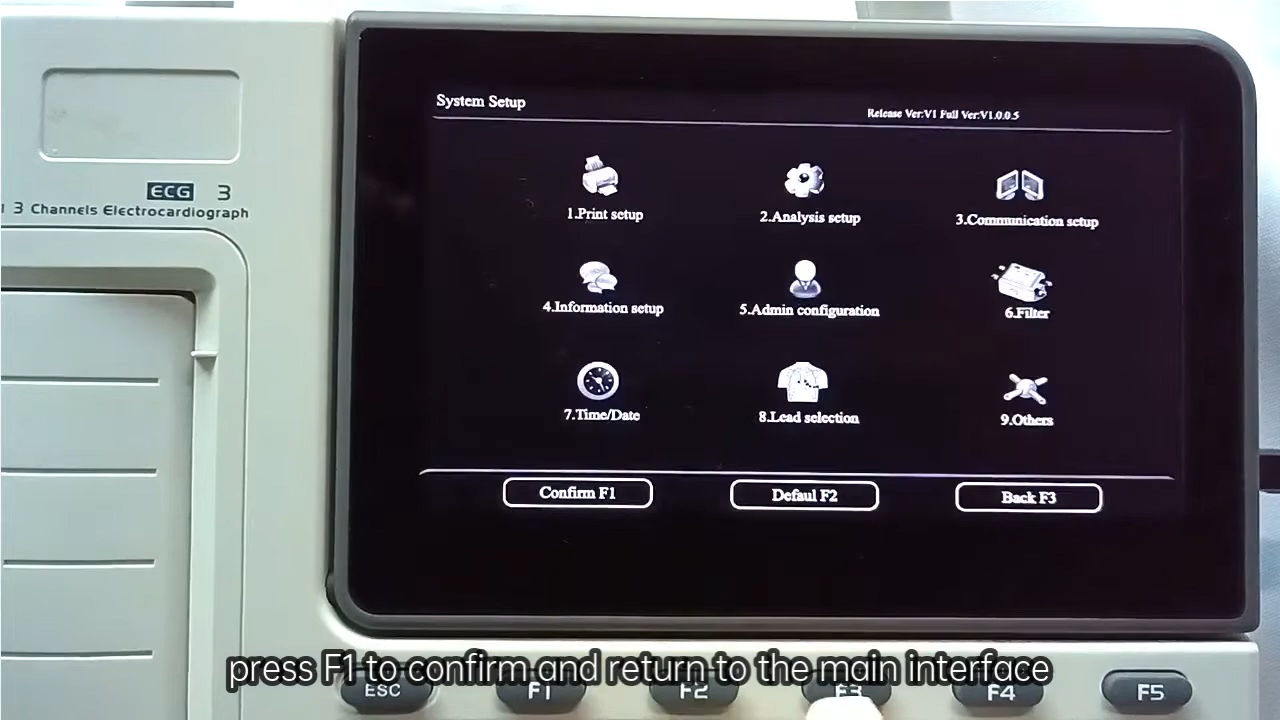 System Setup
Release Ver:V1 Full Ver:V1.0.0.5
1.Print setup
2.Analysis setup
3.Communication setup
4.Information setup
5.Admin configuration
6.Filter
7.Time/Date
8.Lead selection
9.Others
Confirm F1
Defaul F2
Back F3
ECG 3
3 Channels Electrocardiograph
press F1 to confirm and return to the main interface
ESC
F1
F2
F3
F4
F5